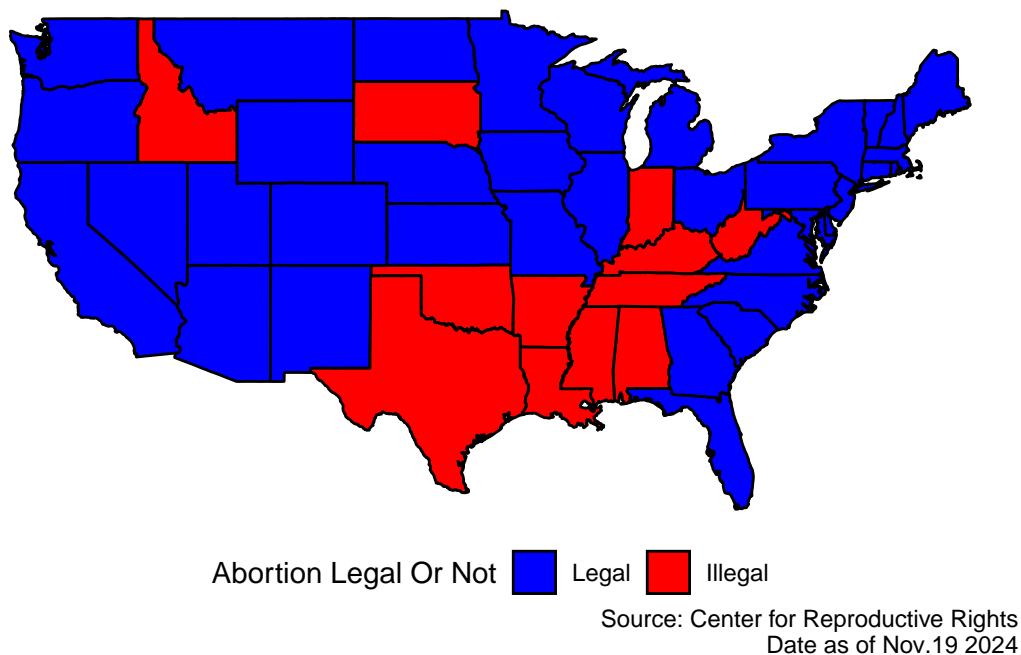 Abortion Legal Or Not Legal Illegal
Source: Center for Reproductive Rights
Date as of Nov.19 2024